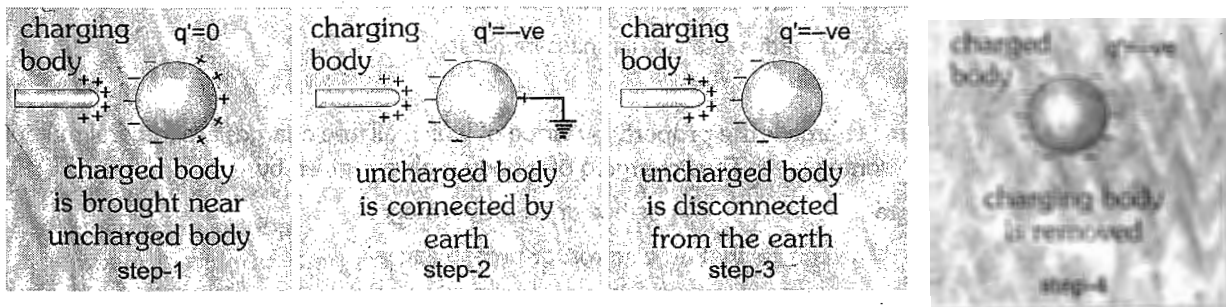 charging q'=0
body
charged body
is brought near
uncharged body
step-1
charging q'=–ve
body
uncharged body
is connected by
earth
step-2
charging q'=–ve
body
uncharged body
is disconnected
from the earth
step-3
charged q'=–ve
body
charging body
is removed
step-4